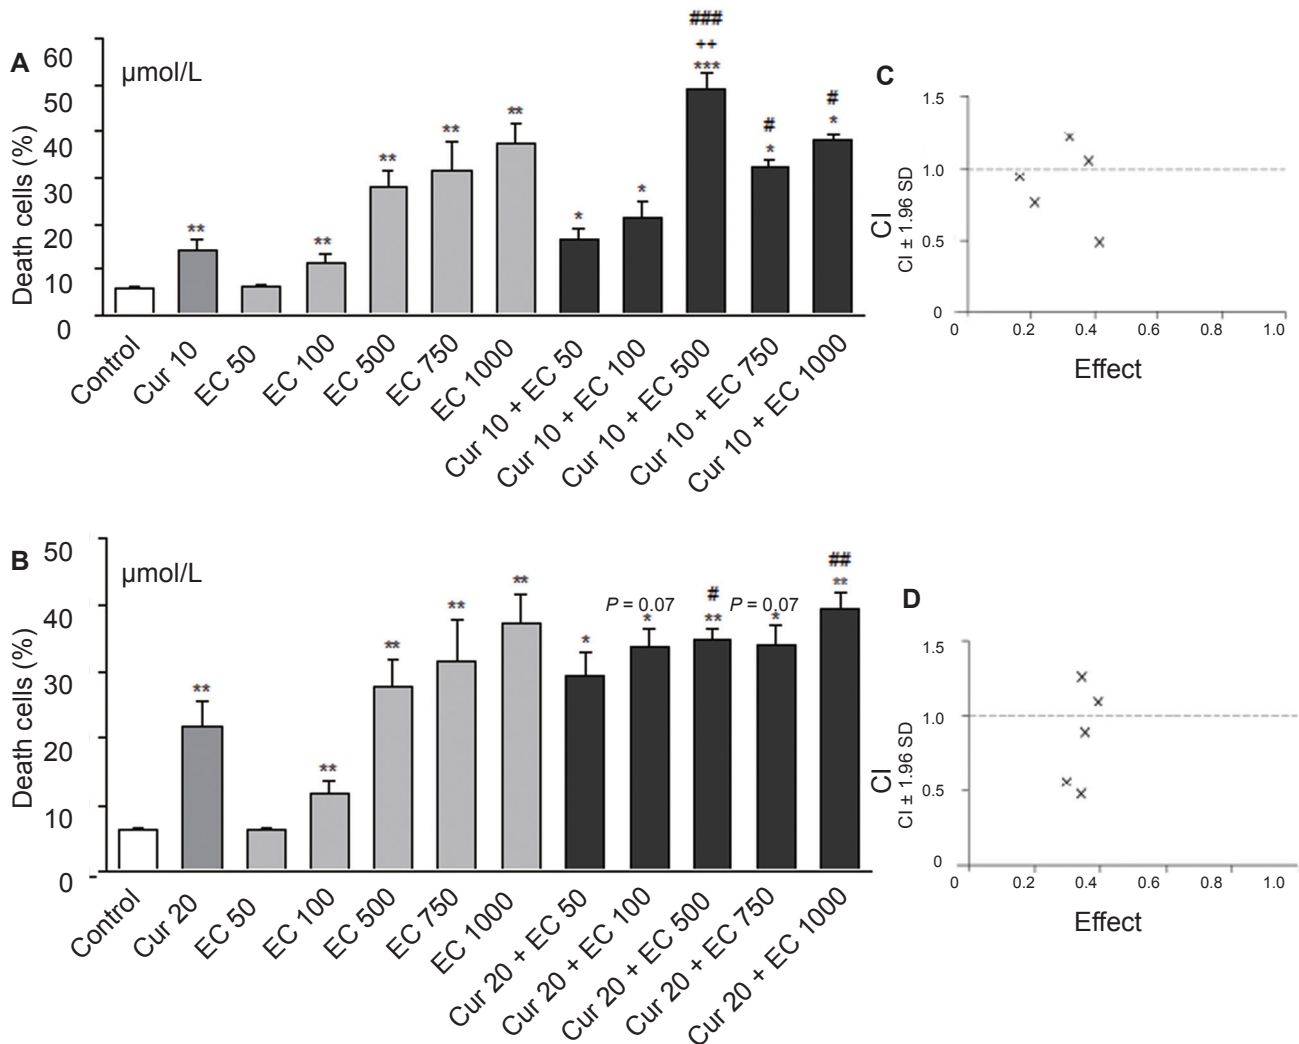 A
µmol/L
Death cells (%)
60
50
40
30
20
10
0
**
**
**
**
**
*
*
###
++
***
#
*
#
*
Control
Cur 10
EC 50
EC 100
EC 500
EC 750
EC 1000
Cur 10 + EC 50
Cur 10 + EC 100
Cur 10 + EC 500
Cur 10 + EC 750
Cur 10 + EC 1000
C
CI
CI ± 1.96 SD
1.5
1.0
0.5
0
0 0.2 0.4 0.6 0.8 1.0
Effect
B
µmol/L
Death cells (%)
50
40
30
20
10
0
**
**
**
**
**
*
P = 0.07
*
#
**
P = 0.07
*
##
**
Control
Cur 20
EC 50
EC 100
EC 500
EC 750
EC 1000
Cur 20 + EC 50
Cur 20 + EC 100
Cur 20 + EC 500
Cur 20 + EC 750
Cur 20 + EC 1000
D
CI
CI ± 1.96 SD
1.5
1.0
0.5
0
0 0.2 0.4 0.6 0.8 1.0
Effect